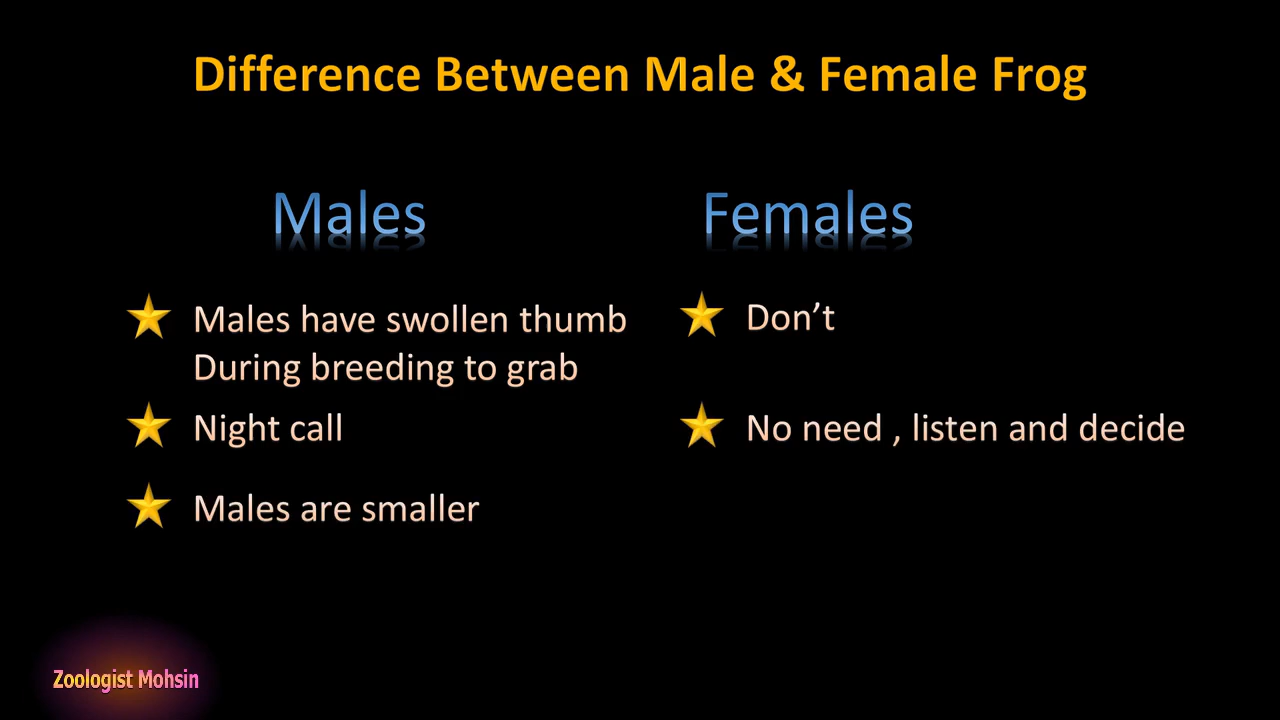 Difference Between Male & Female Frog
Males
Females
Males have swollen thumb
During breeding to grab
Don’t
Night call
No need , listen and decide
Males are smaller
Zoologist Mohsin